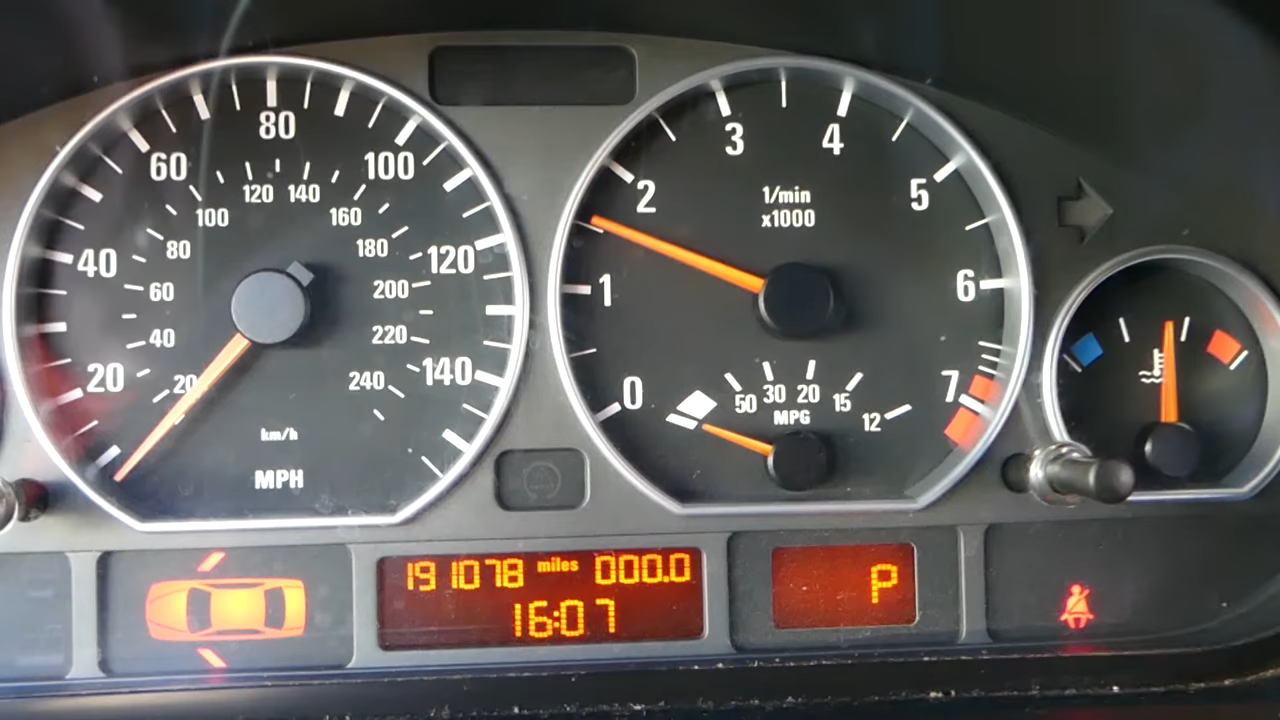 20 40 60 80 100 120 140
20 40 60 80 100 120 140 160 180 200 220 240
km/h
MPH
0 1 2 3 4 5 6 7
1/min
x1000
50 30 20 15 12
MPG
191078 miles 000.0
16:07
P